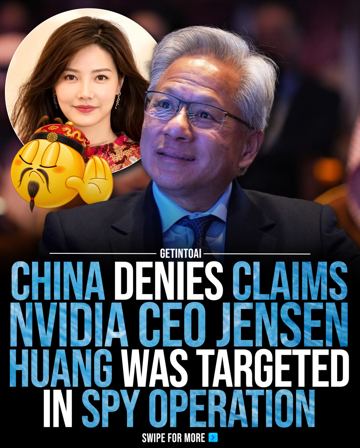 GETINTOAI
CHINA DENIES CLAIMS
NVIDIA CEO JENSEN
HUANG WAS TARGETED
IN SPY OPERATION
SWIPE FOR MORE